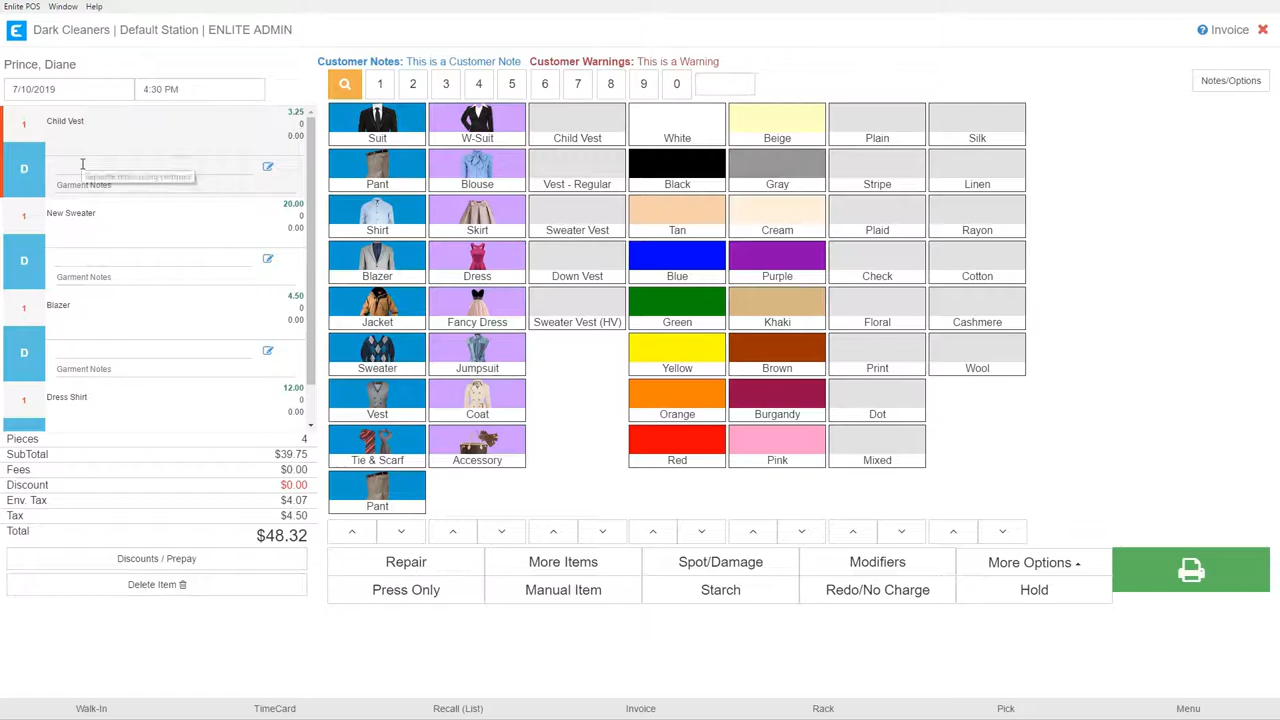 Enlite POS Window Help
Dark Cleaners | Default Station | ENLITE ADMIN
Invoice
Prince, Diane
Customer Notes: This is a Customer Note Customer Warnings: This is a Warning
7/10/2019 4:30 PM
1 2 3 4 5 6 7 8 9 0
Notes/Options
1 Child Vest 3.25
0
0.00
D
Garment Notes
1 New Sweater 20.00
0
0.00
D
Garment Notes
1 Blazer 4.50
0
0.00
D
Garment Notes
1 Dress Shirt 12.00
0
0.00
Pieces 4
SubTotal $39.75
Fees $0.00
Discount $0.00
Env. Tax $4.07
Tax $4.50
Total $48.32
Discounts / Prepay
Delete Item
Suit W-Suit Child Vest White Beige Plain Silk
Pant Blouse Vest - Regular Black Gray Stripe Linen
Shirt Skirt Sweater Vest Tan Cream Plaid Rayon
Blazer Dress Down Vest Blue Purple Check Cotton
Jacket Fancy Dress Sweater Vest (HV) Green Khaki Floral Cashmere
Sweater Jumpsuit Yellow Brown Print Wool
Vest Coat Orange Burgandy Dot
Tie & Scarf Accessory Red Pink Mixed
Pant
Repair More Items Spot/Damage Modifiers More Options
Press Only Manual Item Starch Redo/No Charge Hold
Walk-In TimeCard Recall (List) Invoice Rack Pick Menu